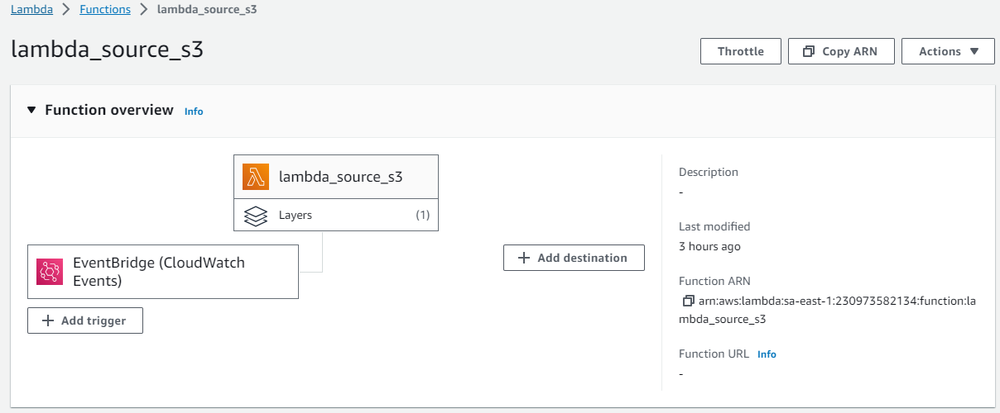 Lambda > Functions > lambda_source_s3
lambda_source_s3
Throttle
Copy ARN
Actions
Function overview Info
lambda_source_s3
Layers (1)
EventBridge (CloudWatch
Events)
Add trigger
Add destination
Description
-
Last modified
3 hours ago
Function ARN
arn:aws:lambda:sa-east-1:230973582134:function:la
mbda_source_s3
Function URL Info
-